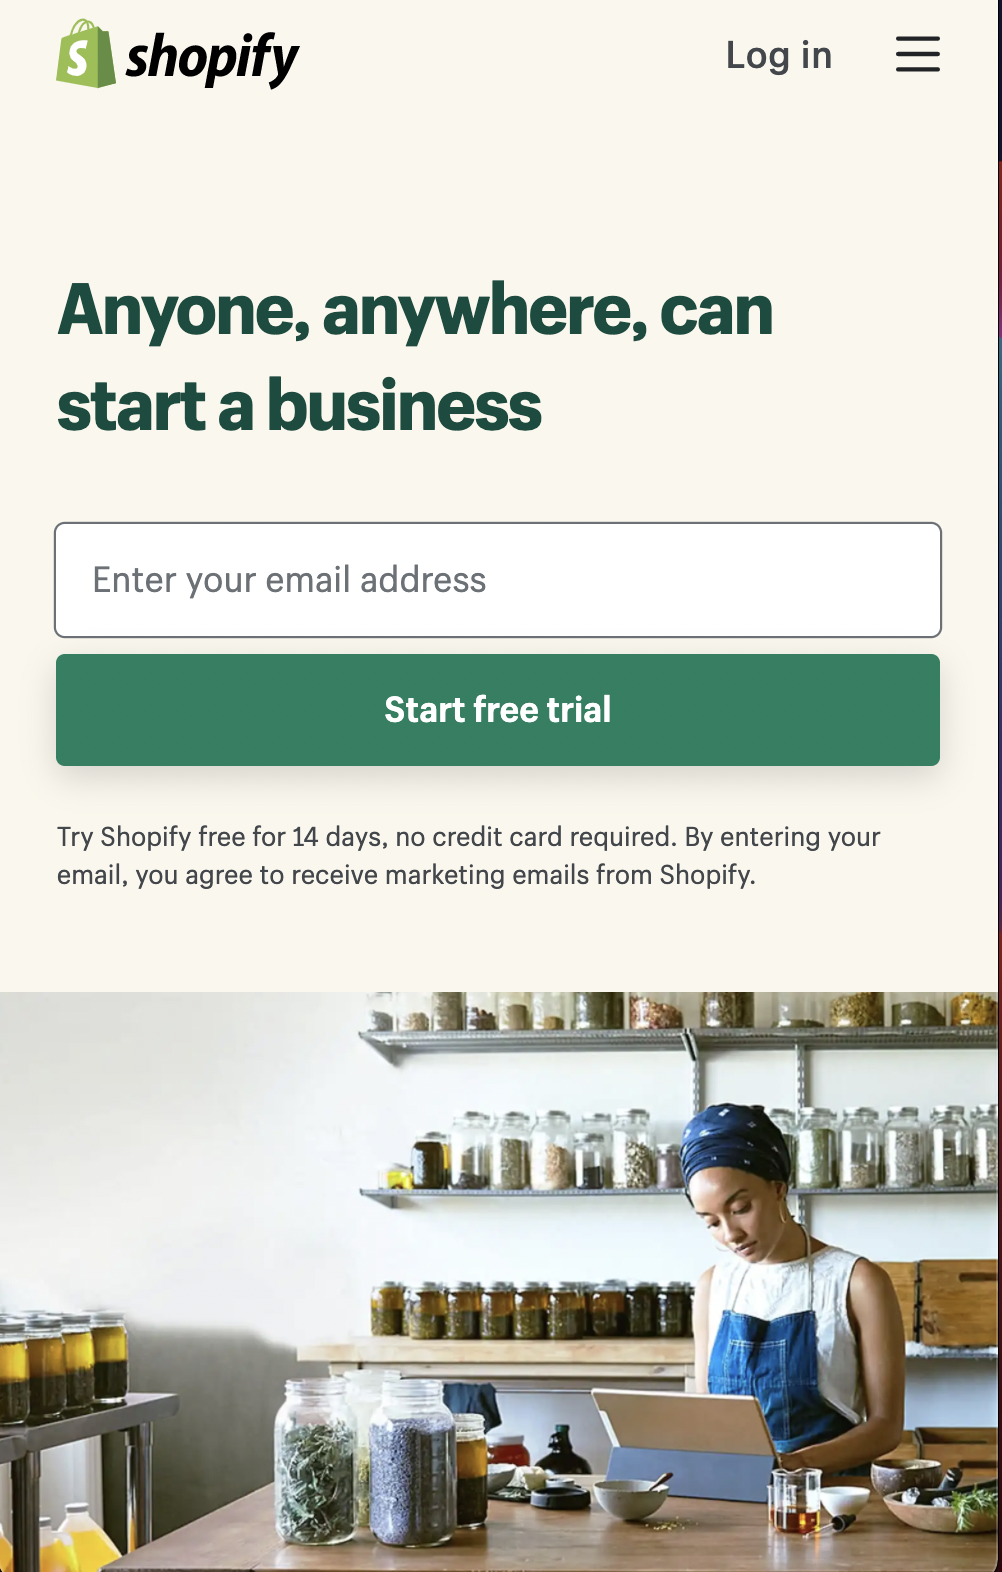 shopify
Log in
Anyone, anywhere, can
start a business
Enter your email address
Start free trial
Try Shopify free for 14 days, no credit card required. By entering your
email, you agree to receive marketing emails from Shopify.